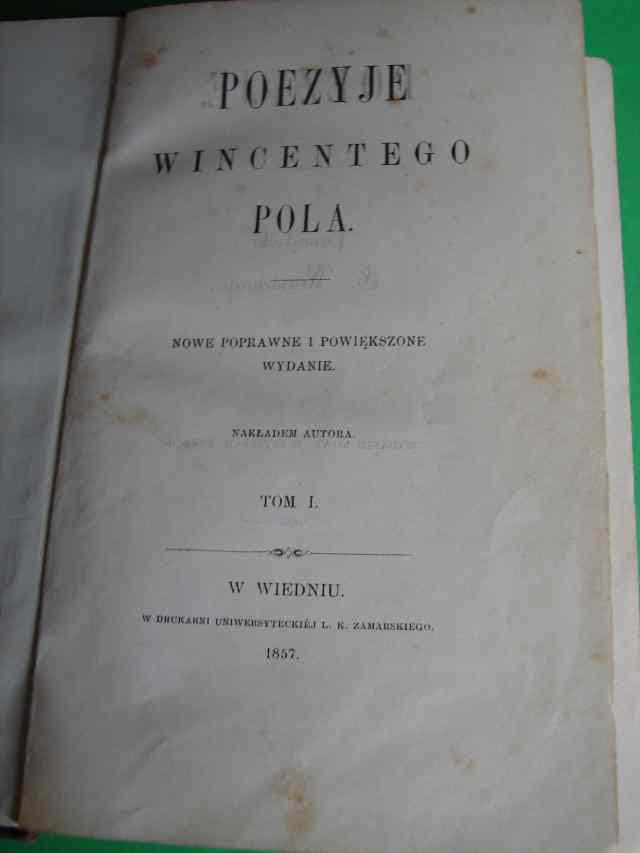 POEZYJE
WINCENTEGO
POLA.
NOWE POPRAWNE I POWIĘKSZONE
WYDANIE.
NAKŁADEM AUTORA.
TOM I.
W WIEDNIU.
W DRUKARNI UNIWERSYTECKIÉJ L. K. ZAMARSKIEGO.
1857.